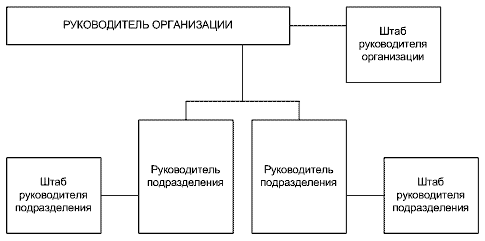 РУКОВОДИТЕЛЬ ОРГАНИЗАЦИИ
Штаб
руководителя
организации
Руководитель
подразделения
Руководитель
подразделения
Штаб
руководителя
подразделения
Штаб
руководителя
подразделения